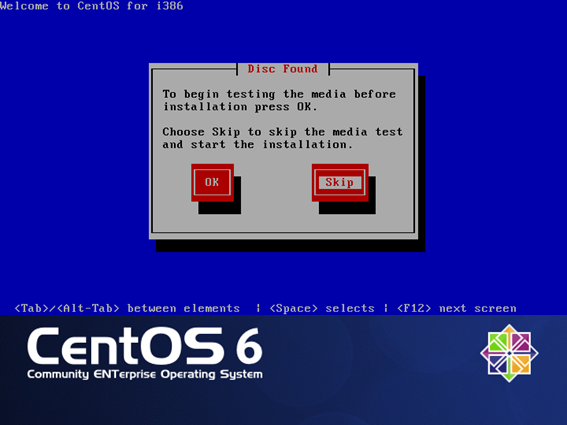 Welcome to CentOS for i386
Disc Found
To begin testing the media before
installation press OK.
Choose Skip to skip the media test
and start the installation.
OK Skip
<Tab>/<Alt-Tab> between elements | <Space> selects | <F12> next screen
CentOS 6
Community ENTerprise Operating System